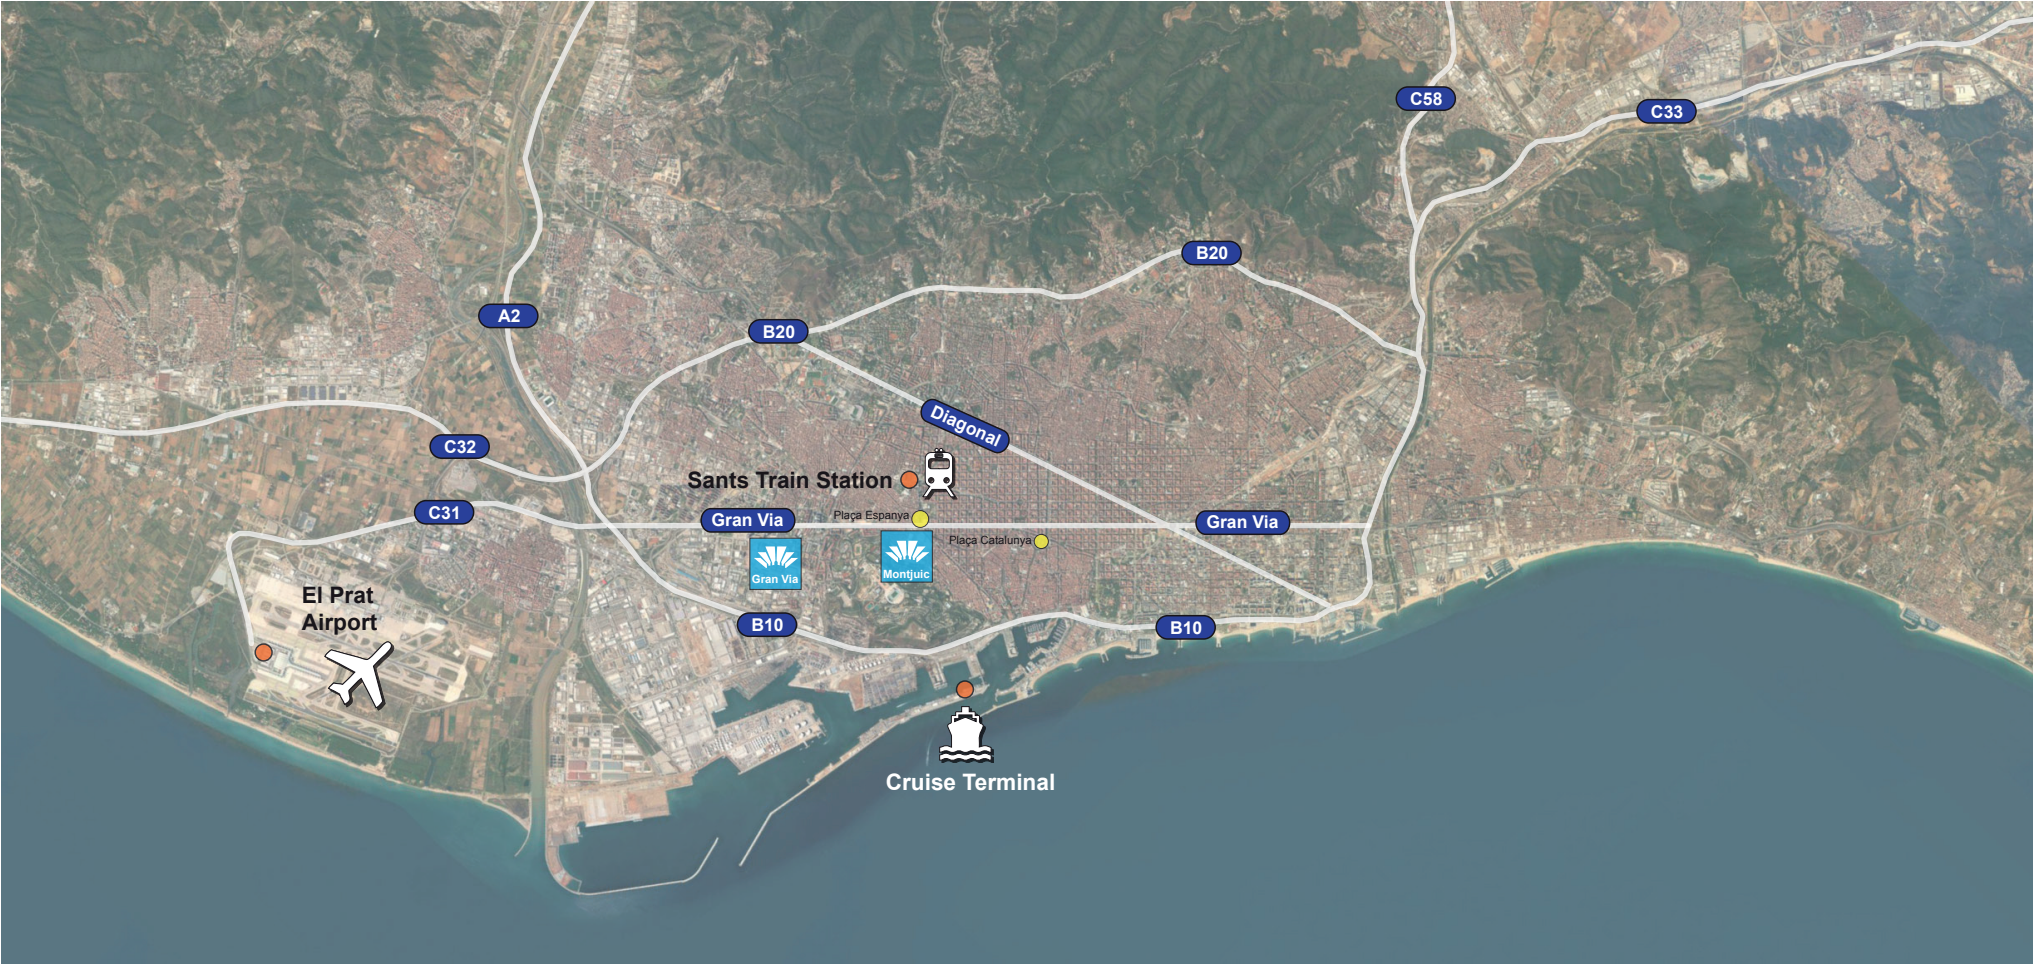 C58
C33
B20
A2
B20
Diagonal
C32
Sants Train Station
C31
Gran Via
Plaça Espanya
Gran Via
Plaça Catalunya
Gran Via
Montjuic
El Prat
Airport
B10
B10
Cruise Terminal